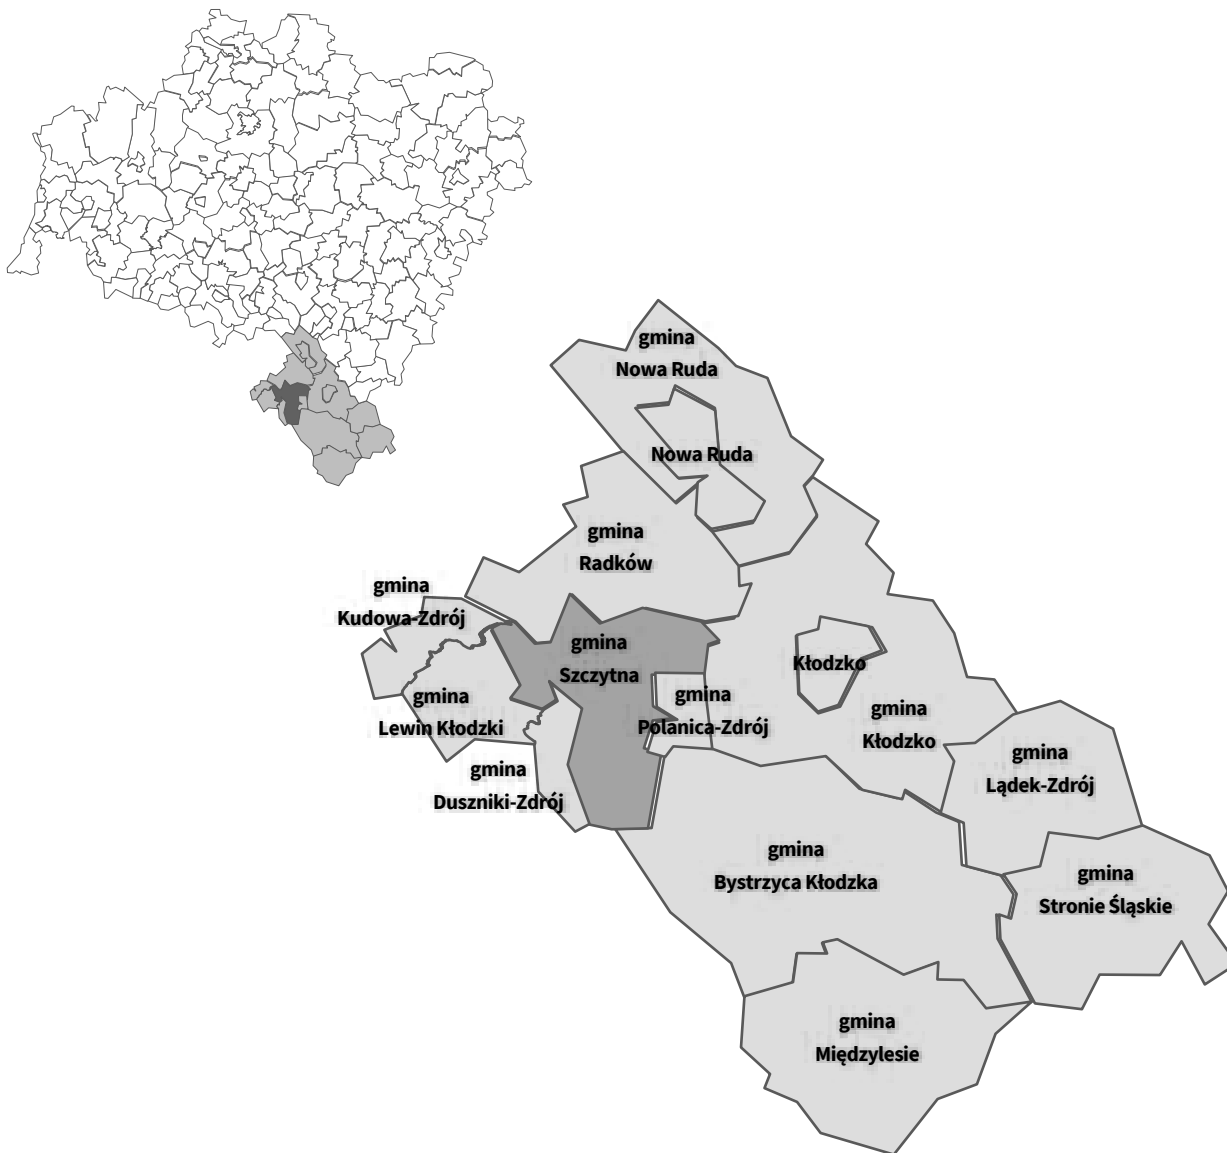 gmina
Nowa Ruda
Nowa Ruda
gmina
Radków
gmina
Kudowa-Zdrój
gmina
Szczytna
Kłodzko
gmina
Lewin Kłodzki
gmina
Polanica-Zdrój
gmina
Kłodzko
gmina
Lądek-Zdrój
gmina
Duszniki-Zdrój
gmina
Bystrzyca Kłodzka
gmina
Stronie Śląskie
gmina
Międzylesie